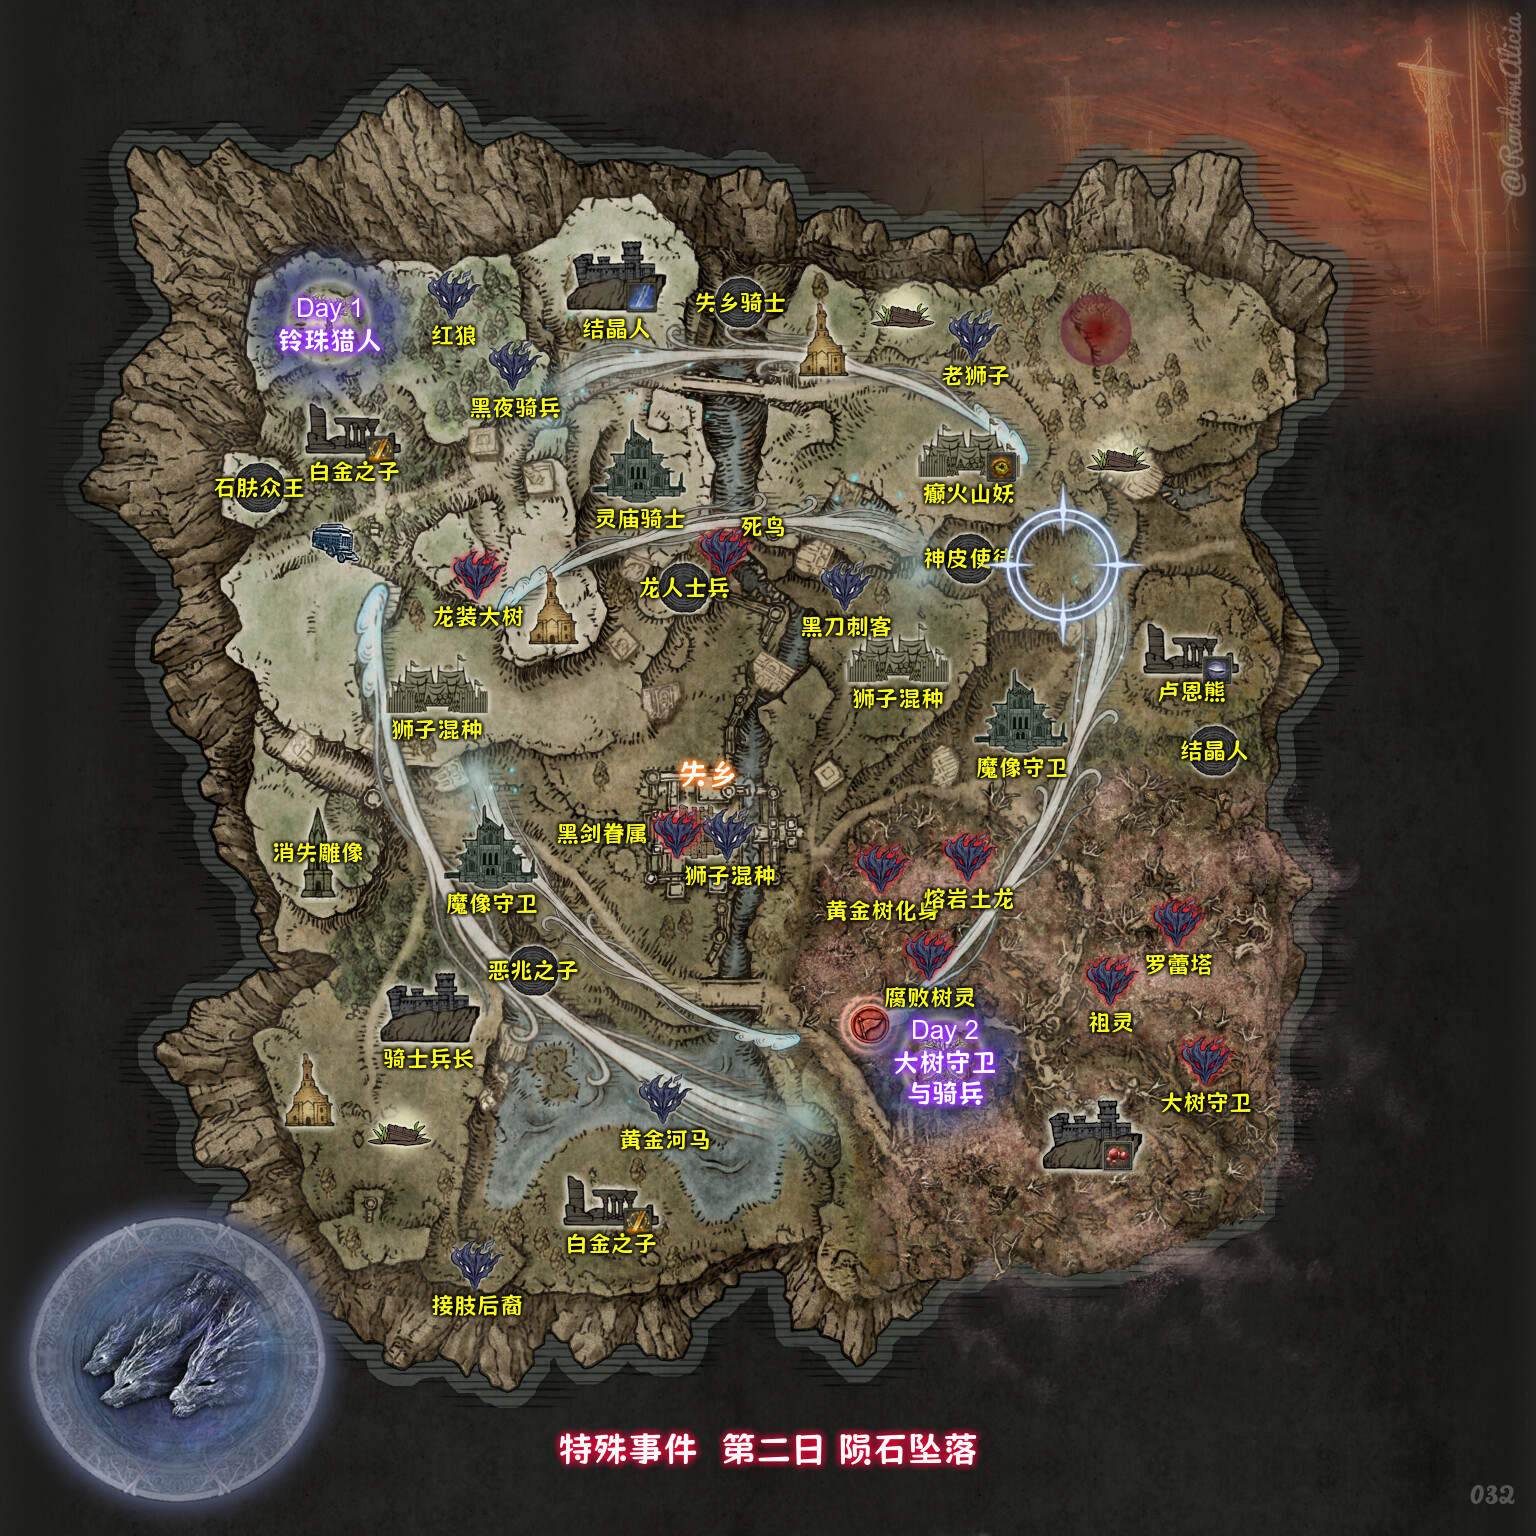 @RandomAlicia
Day 1
铃珠猎人
红狼
结晶人
失乡骑士
老狮子
黑夜骑兵
白金之子
石肤众王
灵庙骑士
死鸟
癫火山妖
神皮使徒
龙装大树
龙人士兵
黑刀刺客
狮子混种
狮子混种
卢恩熊
结晶人
魔像守卫
失乡
黑剑眷属
狮子混种
消失雕像
魔像守卫
黄金树化身
熔岩土龙
恶兆之子
腐败树灵
罗蕾塔
祖灵
骑士兵长
Day 2
大树守卫
与骑兵
大树守卫
黄金河马
白金之子
接肢后裔
特殊事件 第二日 陨石坠落
032